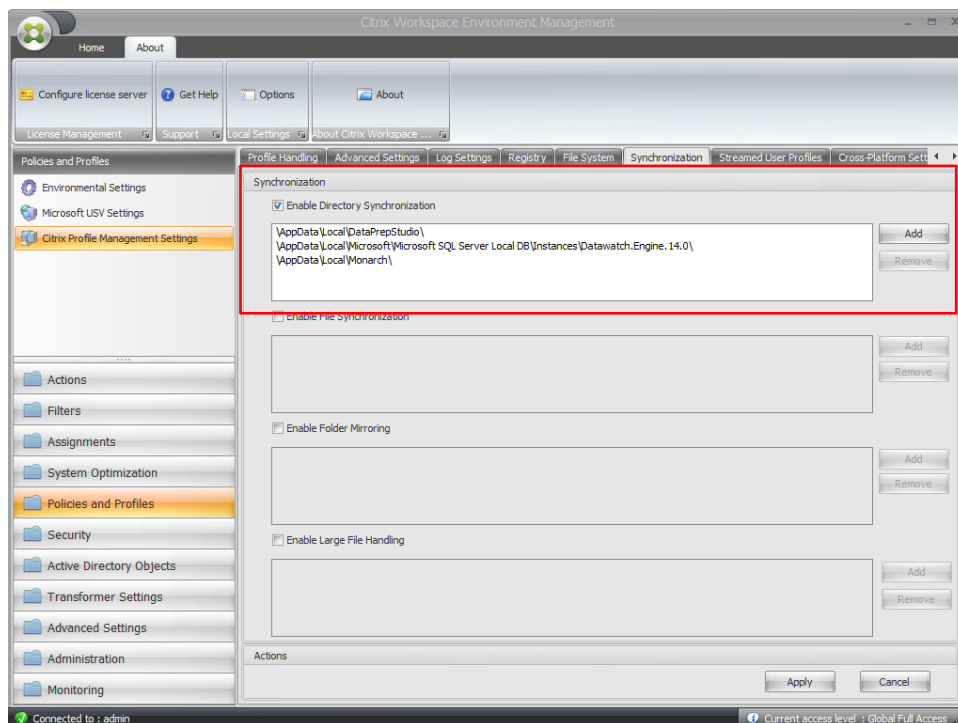 Citrix Workspace Environment Management
Home
About
Configure license server
Get Help
Options
About
License Management
Support
Local Settings
About Citrix Workspace ...
Policies and Profiles
Environmental Settings
Microsoft USV Settings
Citrix Profile Management Settings
Actions
Filters
Assignments
System Optimization
Policies and Profiles
Security
Active Directory Objects
Transformer Settings
Advanced Settings
Administration
Monitoring
Profile Handling
Advanced Settings
Log Settings
Registry
File System
Synchronization
Streamed User Profiles
Cross-Platform Sett
Synchronization
Enable Directory Synchronization
\AppData\Local\DataPrepStudio\
\AppData\Local\Microsoft\Microsoft SQL Server Local DB\Instances\Datawatch.Engine.14.0\
\AppData\Local\Monarch\
Add
Remove
Enable File Synchronization
Add
Remove
Enable Folder Mirroring
Add
Remove
Enable Large File Handling
Add
Remove
Actions
Apply
Cancel
Connected to : admin
Current access level : Global Full Access